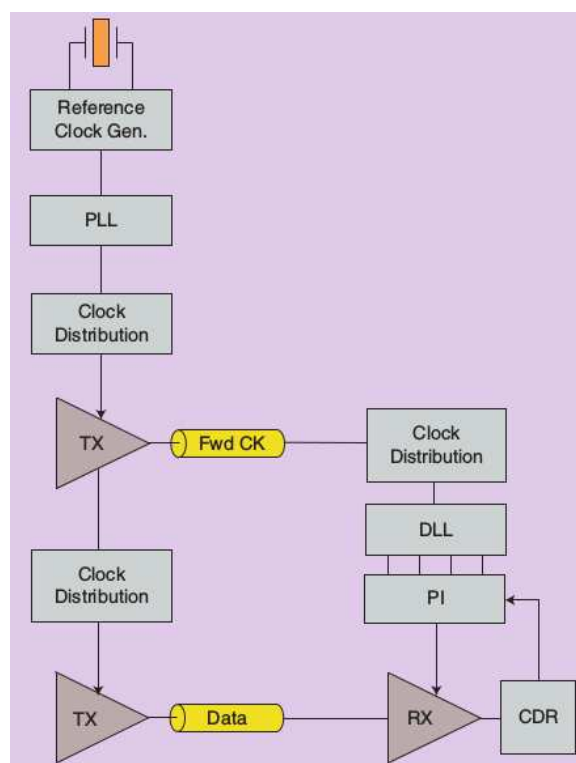 Reference
Clock Gen.
PLL
Clock
Distribution
TX
Fwd CK
Clock
Distribution
DLL
Clock
Distribution
PI
TX
Data
RX
CDR